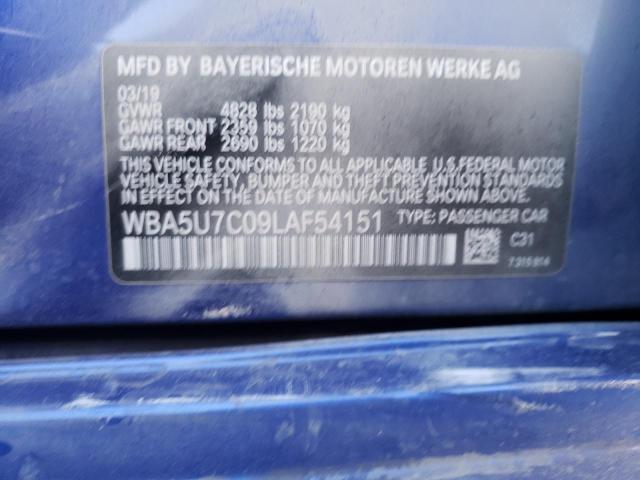 MFD BY BAYERISCHE MOTOREN WERKE AG
03/19
GVWR 4828 lbs 2190 kg
GAWR FRONT 2359 lbs 1070 kg
GAWR REAR 2690 lbs 1220 kg
THIS VEHICLE CONFORMS TO ALL APPLICABLE U.S. FEDERAL MOTOR
VEHICLE SAFETY, BUMPER, AND THEFT PREVENTION STANDARDS
IN EFFECT ON THE DATE OF MANUFACTURE SHOWN ABOVE.
WBA5U7C09LAF54151 TYPE: PASSENGER CAR
C31